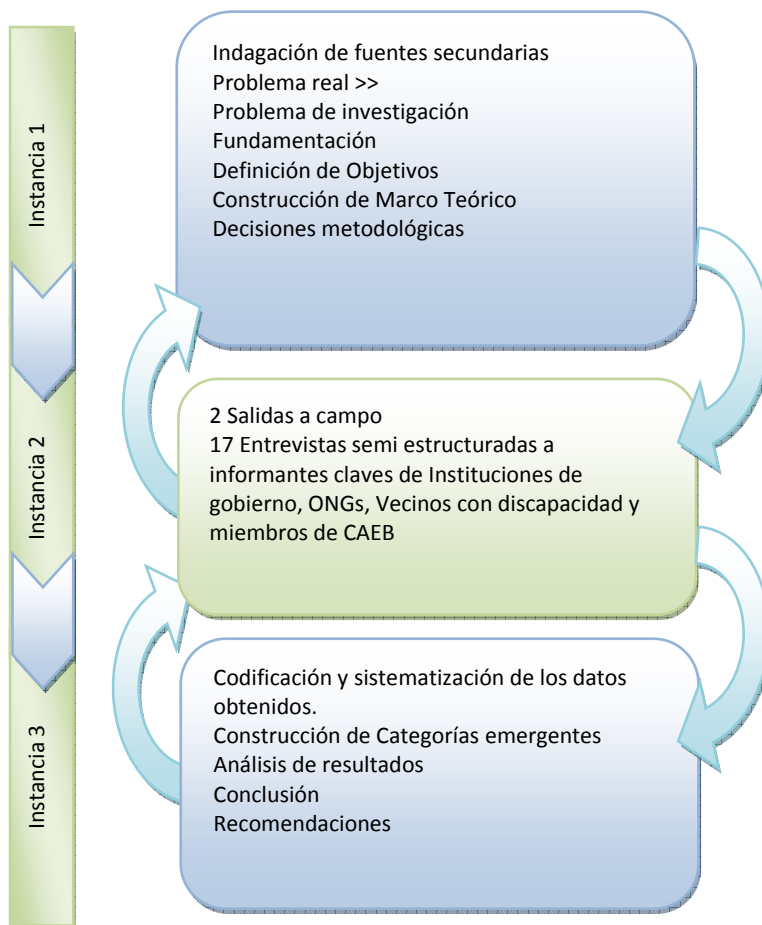 Instancia 1
Indagación de fuentes secundarias
Problema real >>
Problema de investigación
Fundamentación
Definición de Objetivos
Construcción de Marco Teórico
Decisiones metodológicas
Instancia 2
2 Salidas a campo
17 Entrevistas semi estructuradas a
informantes claves de Instituciones de
gobierno, ONGs, Vecinos con discapacidad y
miembros de CAEB
Instancia 3
Codificación y sistematización de los datos
obtenidos.
Construcción de Categorías emergentes
Análisis de resultados
Conclusión
Recomendaciones